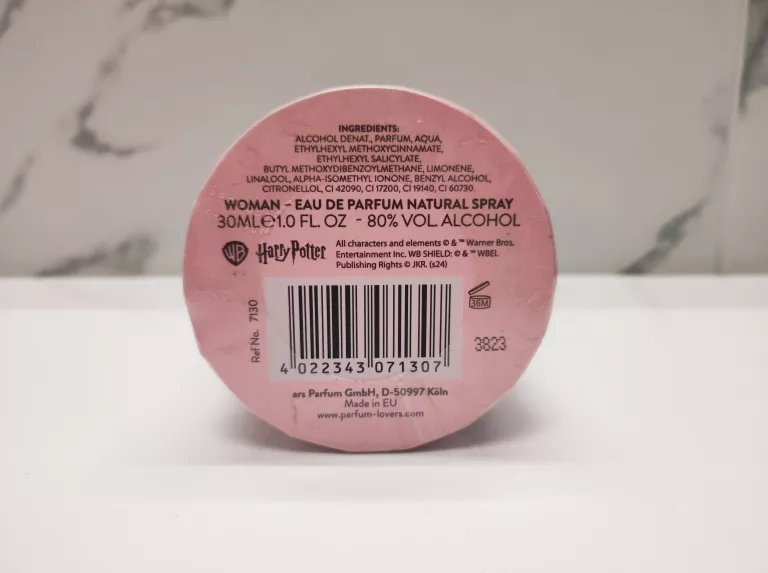 INGREDIENTS:
ALCOHOL DENAT., PARFUM, AQUA,
ETHYLHEXYL METHOXYCINNAMATE,
ETHYLHEXYL SALICYLATE,
BUTYL METHOXYDIBENZOYLMETHANE, LIMONENE,
LINALOOL, ALPHA-ISOMETHYL IONONE, BENZYL ALCOHOL,
CITRONELLOL, CI 42090, CI 17200, CI 19140, CI 60730.
WOMAN – EAU DE PARFUM NATURAL SPRAY
30ML℮1.0 FL. OZ - 80% VOL. ALCOHOL
WB Harry Potter
All characters and elements © & ™ Warner Bros.
Entertainment Inc. WB SHIELD: © & ™ WBEI.
Publishing Rights © JKR. (s24)
36M
Ref No. 7130
3823
4 022343 071307
ars Parfum GmbH, D-50997 Köln
Made in EU
www.parfum-lovers.com